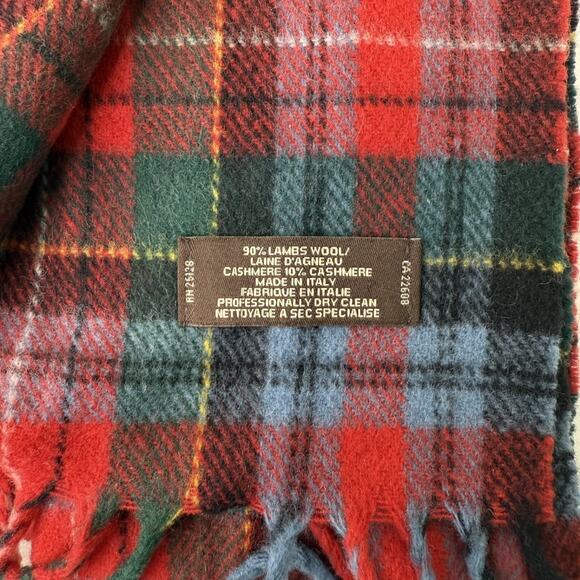 90% LAMBS WOOL/
LAINE D'AGNEAU
CASHMERE 10% CASHMERE
MADE IN ITALY
FABRIQUE EN ITALIE
PROFESSIONALLY DRY CLEAN
NETTOYAGE A SEC SPECIALISE
RN 26128
CA 22608